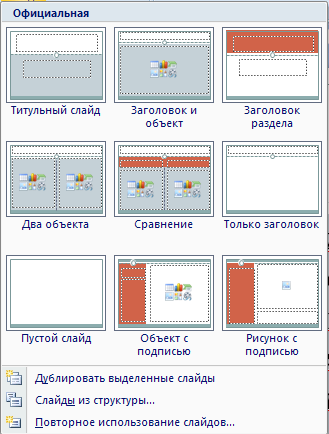 Официальная
Титульный слайд
Заголовок и объект
Заголовок раздела
Два объекта
Сравнение
Только заголовок
Пустой слайд
Объект с подписью
Рисунок с подписью
Дублировать выделенные слайды
Слайды из структуры...
Повторное использование слайдов...